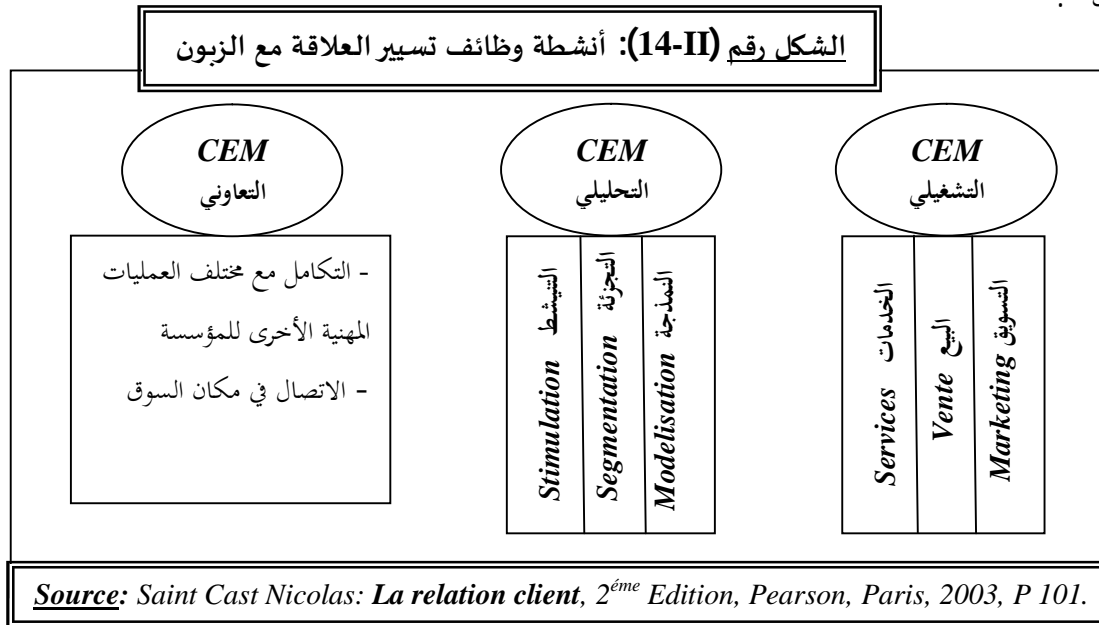 الشكل رقم (II-14): أنشطة وظائف تسيير العلاقة مع الزبون
CEM
التشغيلي
Marketing التسويق
Vente البيع
Services الخدمات
CEM
التحليلي
Modelisation النمذجة
Segmentation التجزئة
Stimulation التنيشط
CEM
التعاوني
- التكامل مع مختلف العمليات
المهنية الأخرى للمؤسسة
- الاتصال في مكان السوق
Source: Saint Cast Nicolas: La relation client, 2éme Edition, Pearson, Paris, 2003, P 101.